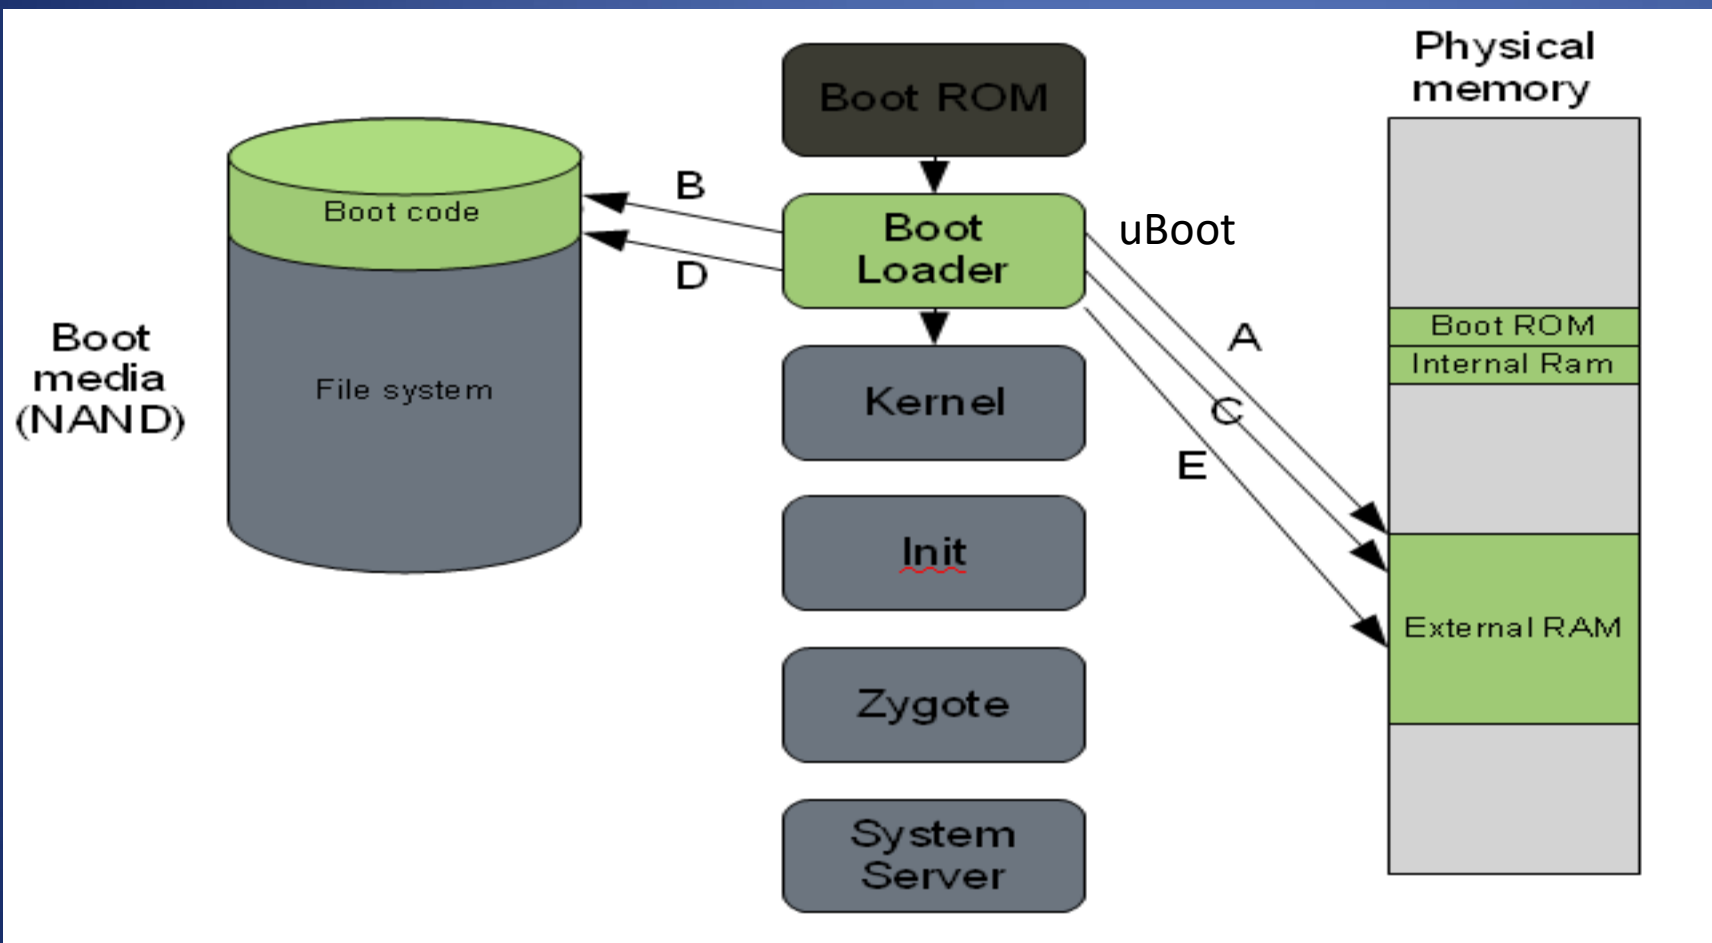 Boot ROM
Physical
memory
Boot code
B
Boot
Loader
uBoot
D
Boot
media
(NAND)
File system
A
Boot ROM
Internal Ram
Kernel
C
E
Init
External RAM
Zygote
System
Server